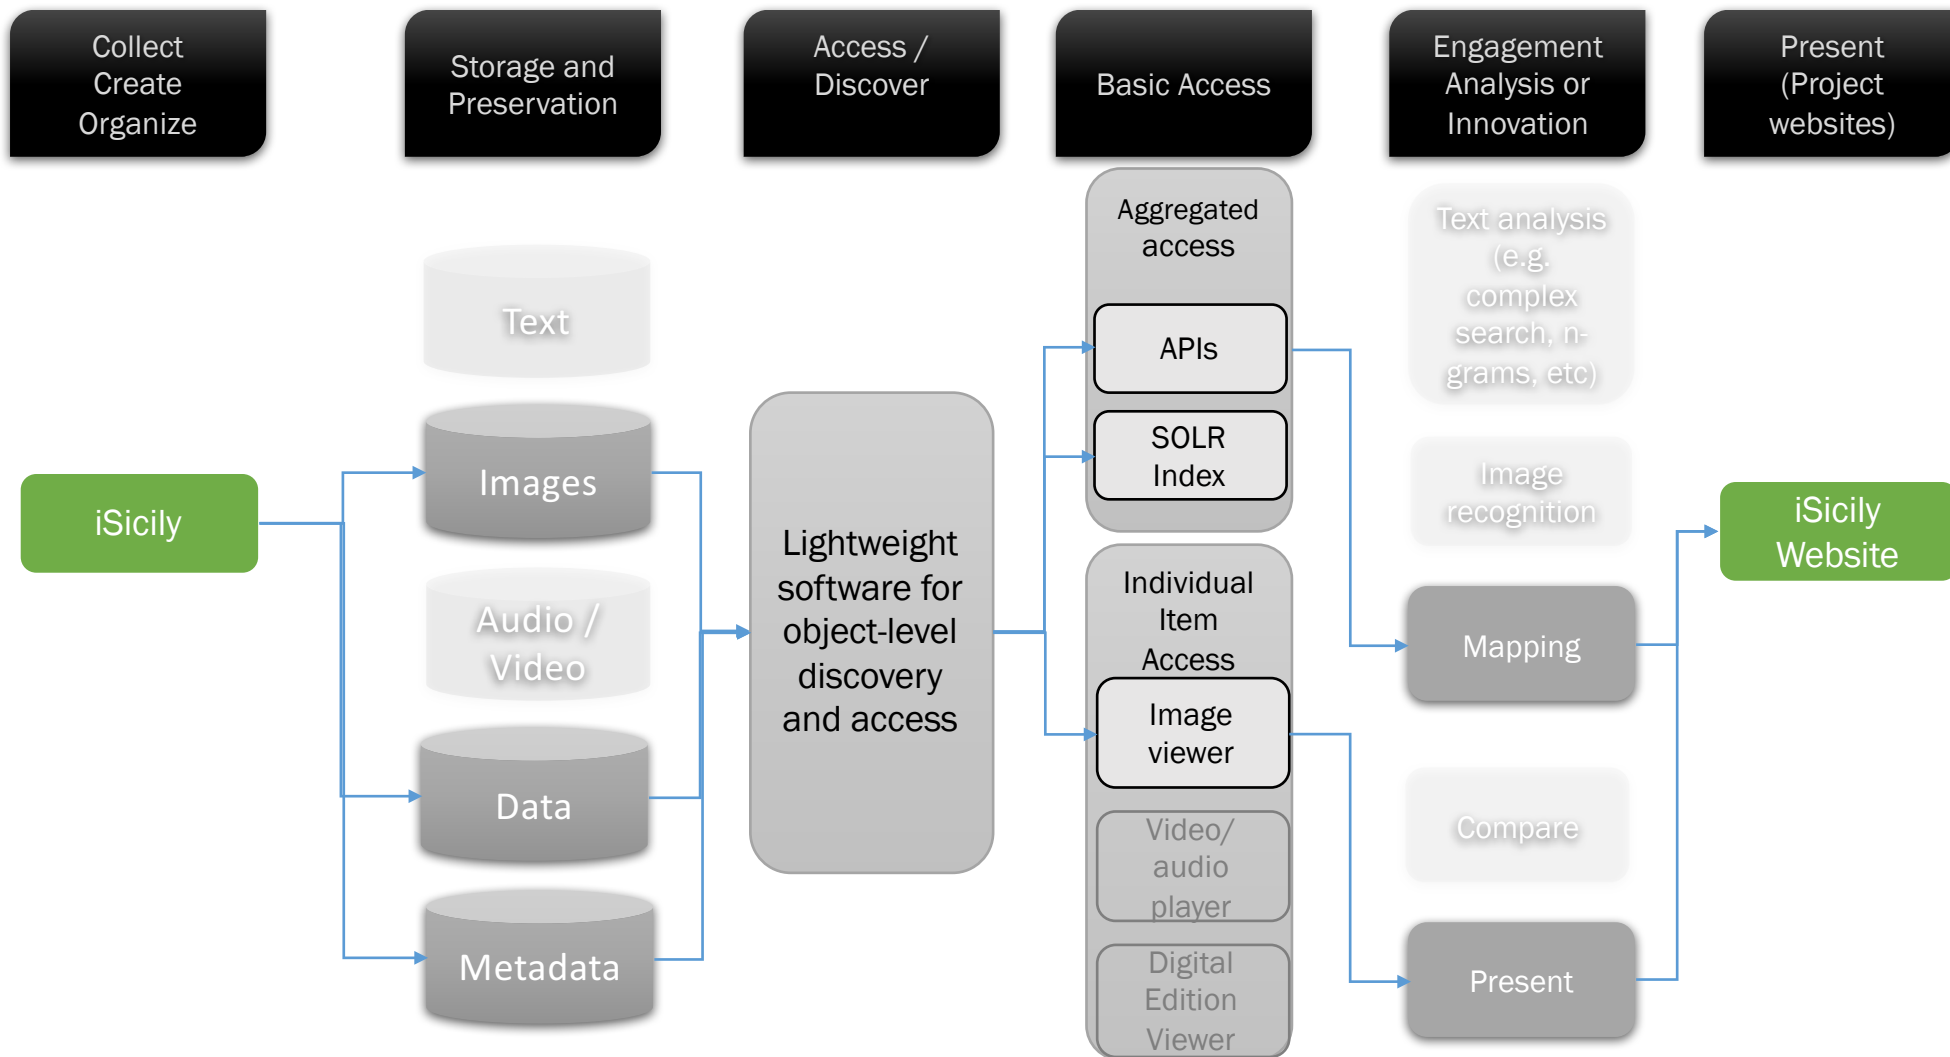 Collect
Create
Organize
Storage and
Preservation
Access /
Discover
Basic Access
Engagement
Analysis or
Innovation
Present
(Project
websites)
iSicily
Text
Images
Audio /
Video
Data
Metadata
Lightweight
software for
object-level
discovery
and access
Aggregated
access
APIs
SOLR
Index
Individual
Item
Access
Image
viewer
Video/
audio
player
Digital
Edition
Viewer
Text analysis
(e.g.
complex
search, n-
grams, etc)
Image
recognition
Mapping
Compare
Present
iSicily
Website